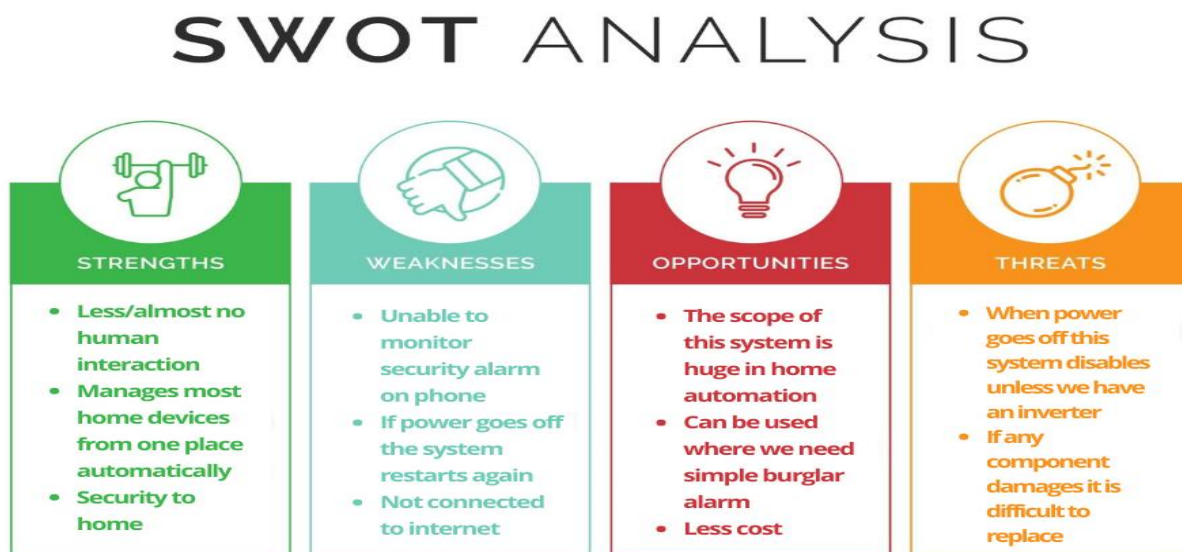 SWOT ANALYSIS
STRENGTHS
• Less/almost no
human
interaction
• Manages most
home devices
from one place
automatically
• Security to
home
WEAKNESSES
• Unable to
monitor
security alarm
on phone
• If power goes off
the system
restarts again
• Not connected
to internet
OPPORTUNITIES
• The scope of
this system is
huge in home
automation
• Can be used
where we need
simple burglar
alarm
• Less cost
THREATS
• When power
goes off this
system disables
unless we have
an inverter
• If any
component
damages it is
difficult to
replace